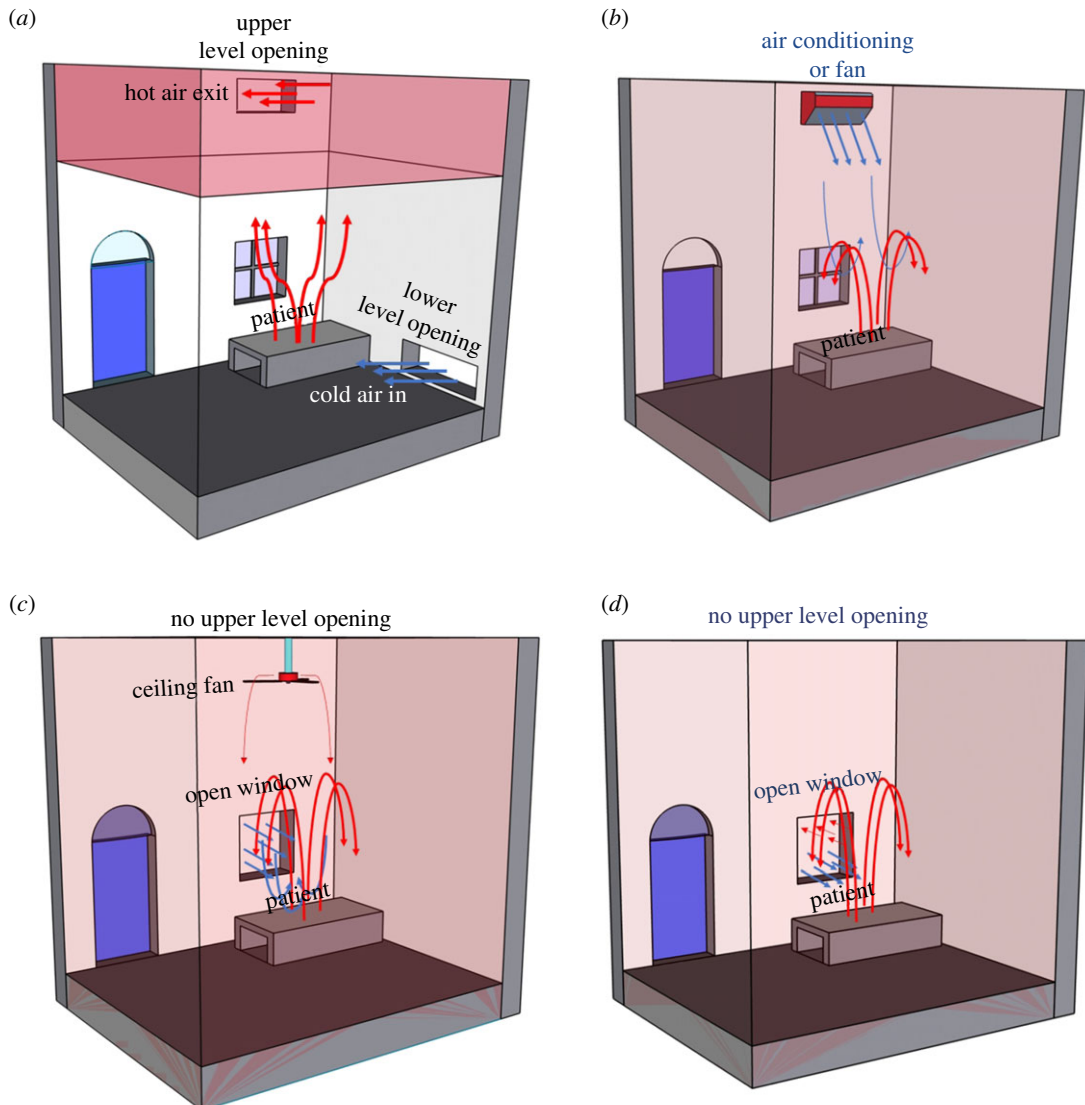 (a)
upper
level opening
hot air exit
patient
lower
level opening
cold air in
(b)
air conditioning
or fan
patient
(c)
no upper level opening
ceiling fan
open window
patient
(d)
no upper level opening
open window
patient